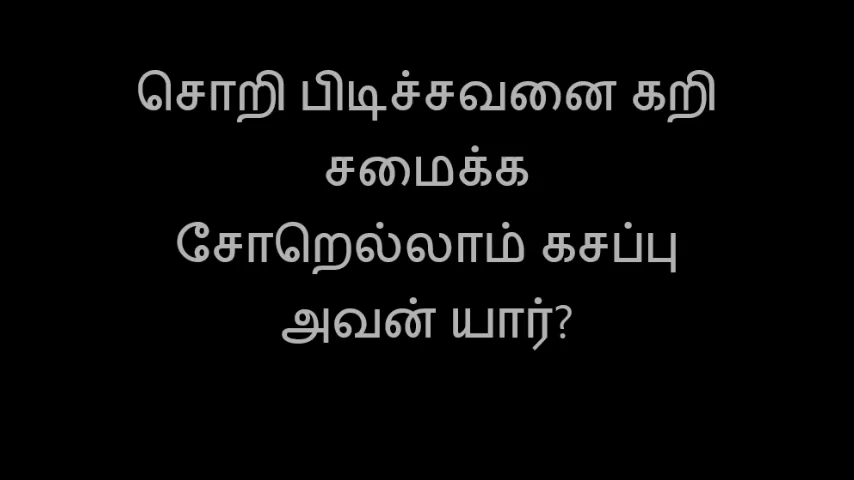 சொறி பிடிச்சவனை கறி
சமைக்க
சோறெல்லாம் கசப்பு
அவன் யார்?